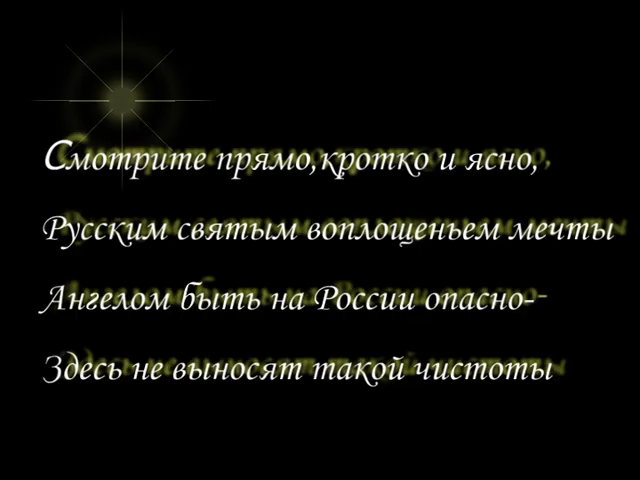 Смотрите прямо,кротко и ясно,
Русским святым воплощеньем мечты
Ангелом быть на России опасно-
Здесь не выносят такой чистоты